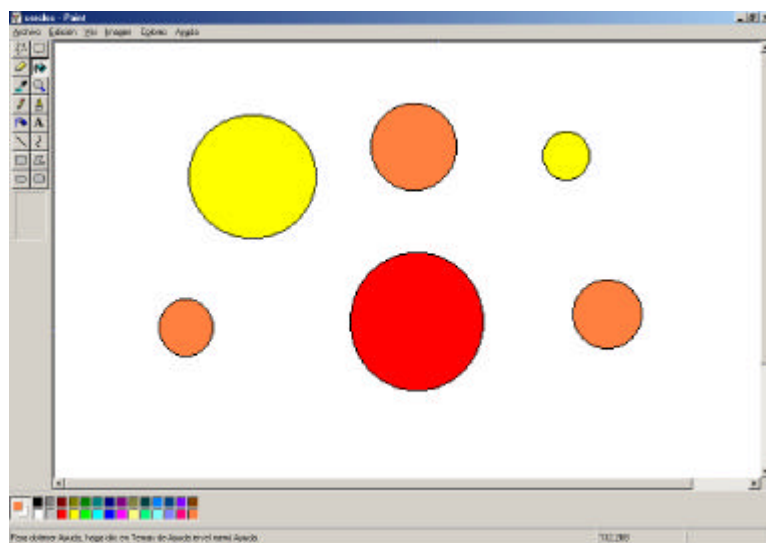 - Paint
Archivo Edición Ver Imagen Colores Ayuda
A
Para obtener Ayuda, haga clic en Temas de Ayuda en el menú Ayuda.